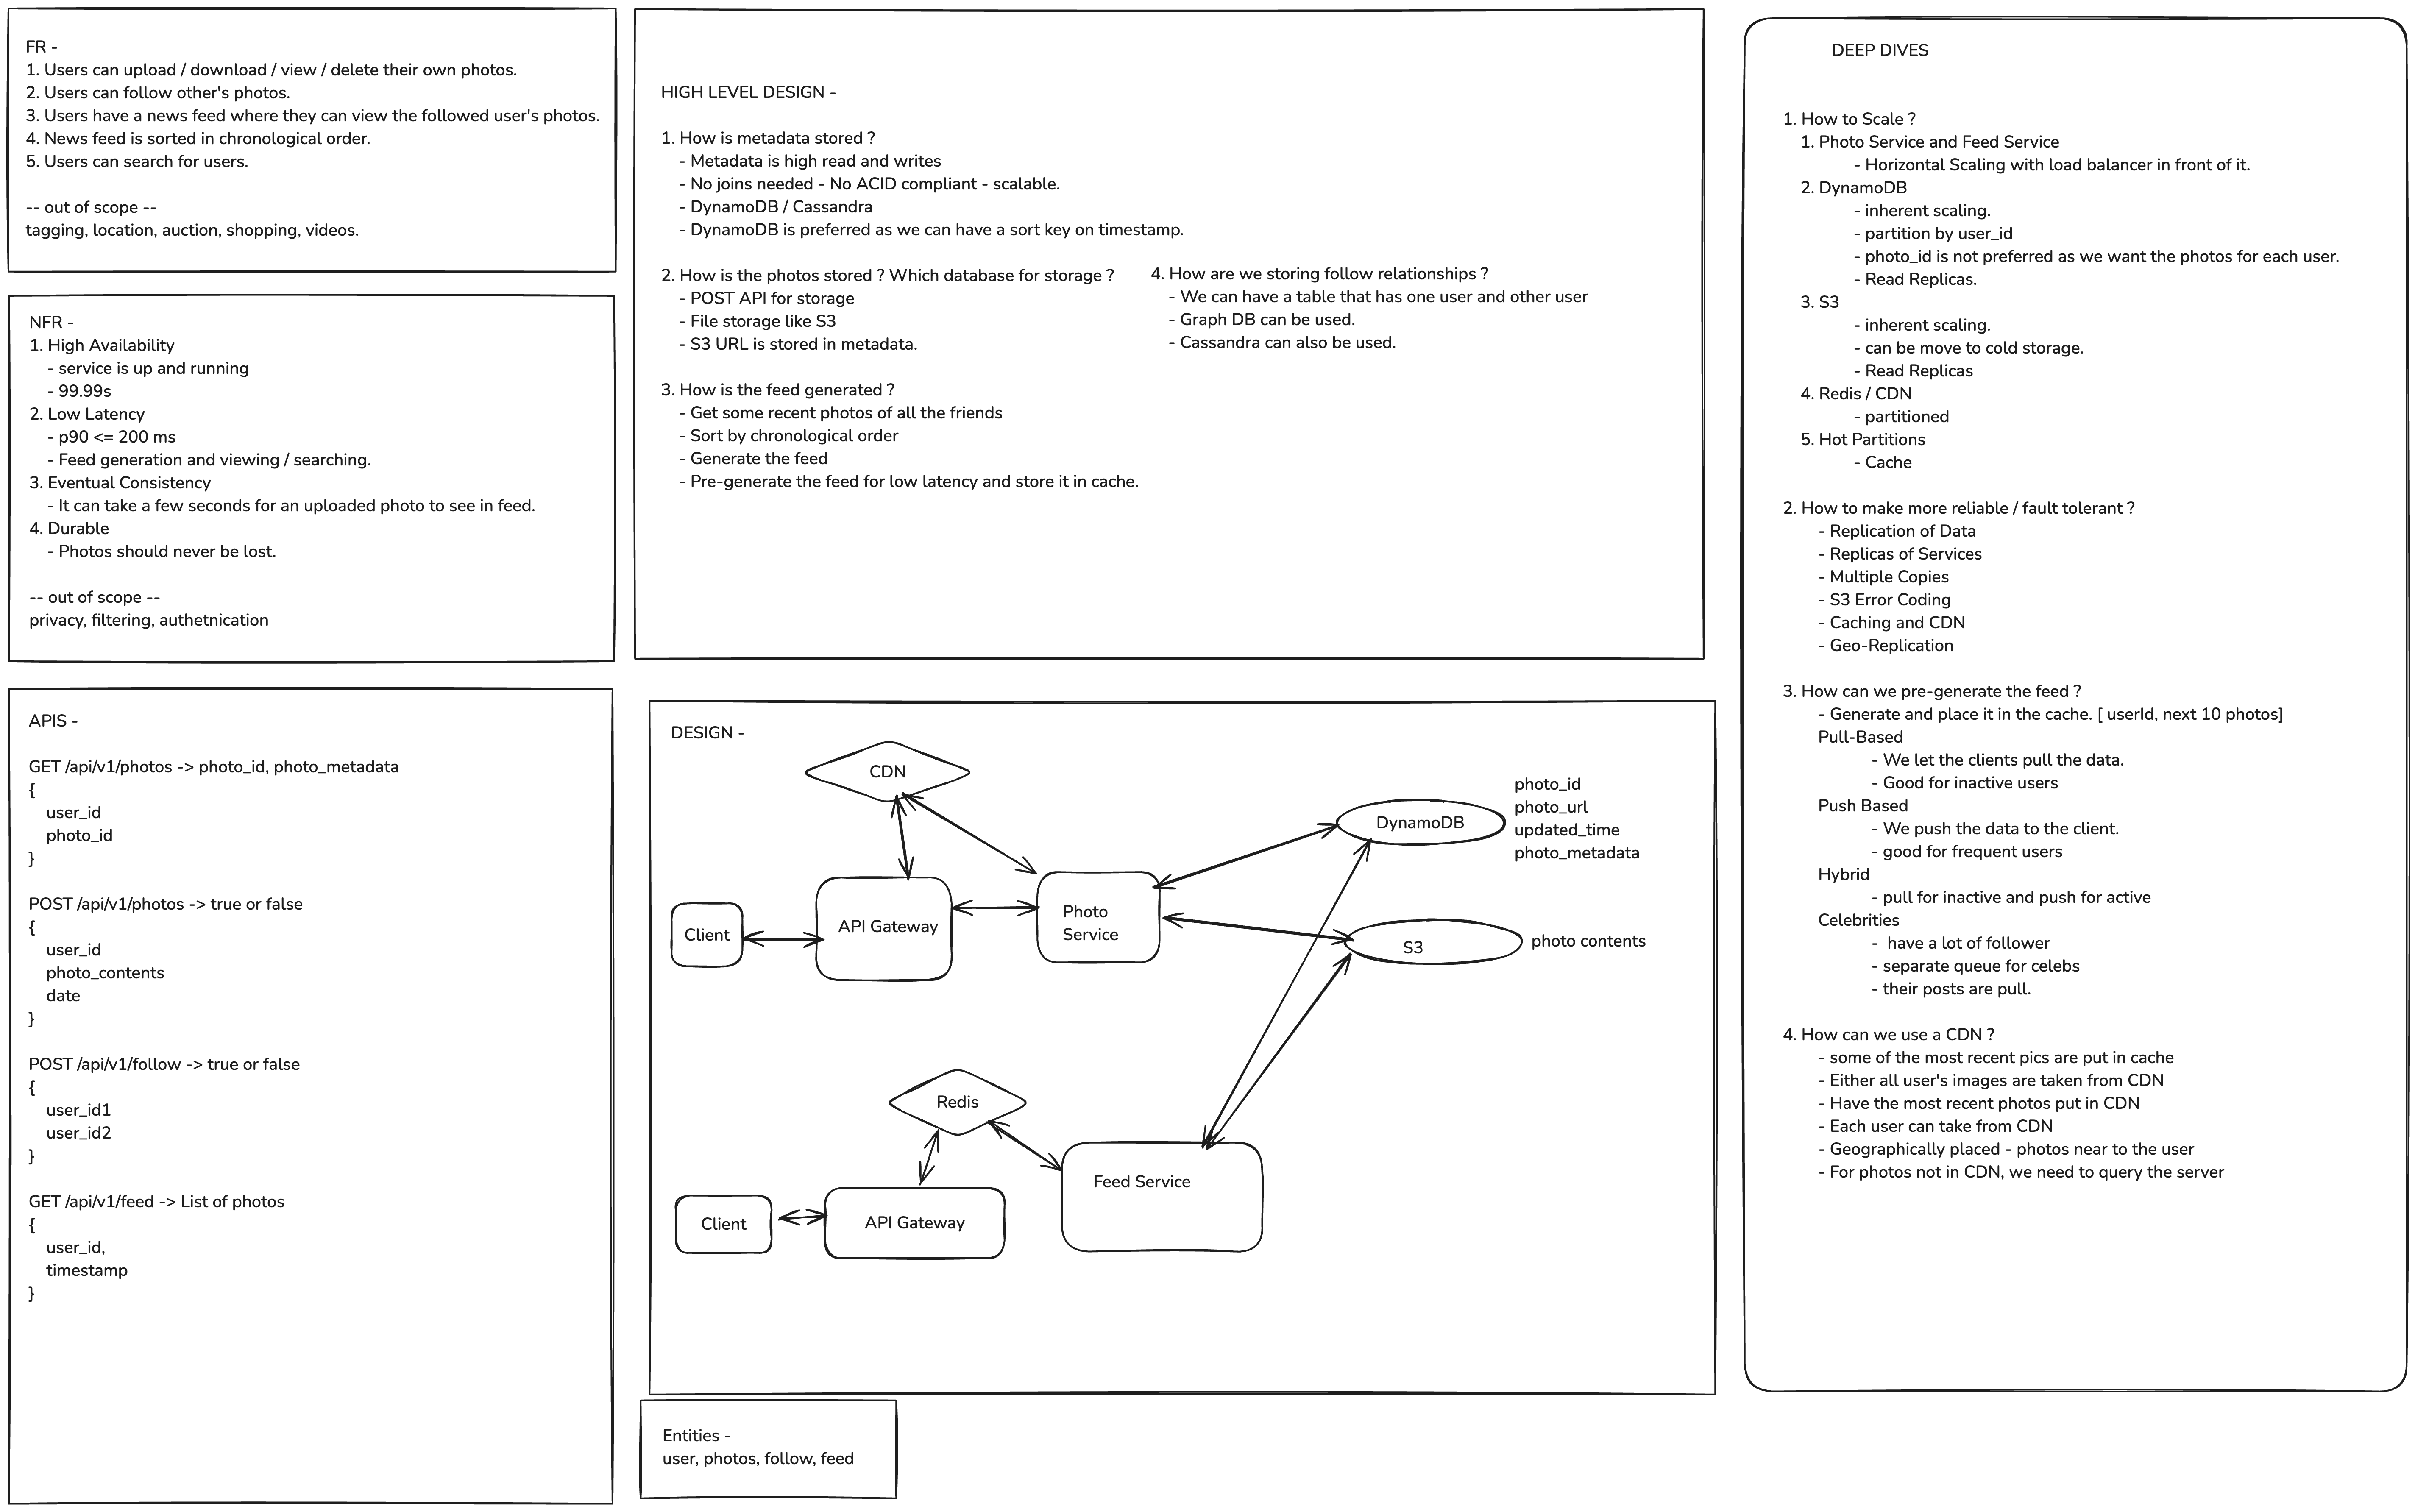 FR -
1. Users can upload / download / view / delete their own photos.
2. Users can follow other's photos.
3. Users have a news feed where they can view the followed user's photos.
4. News feed is sorted in chronological order.
5. Users can search for users.
-- out of scope --
tagging, location, auction, shopping, videos.
NFR -
1. High Availability
- service is up and running
- 99.99s
2. Low Latency
- p90 <= 200 ms
- Feed generation and viewing / searching.
3. Eventual Consistency
- It can take a few seconds for an uploaded photo to see in feed.
4. Durable
- Photos should never be lost.
-- out of scope --
privacy, filtering, authetnication
APIS -
GET /api/v1/photos -> photo_id, photo_metadata
{
user_id
photo_id
}
POST /api/v1/photos -> true or false
{
user_id
photo_contents
date
}
POST /api/v1/follow -> true or false
{
user_id1
user_id2
}
GET /api/v1/feed -> List of photos
{
user_id,
timestamp
}
HIGH LEVEL DESIGN -
1. How is metadata stored ?
- Metadata is high read and writes
- No joins needed - No ACID compliant - scalable.
- DynamoDB / Cassandra
- DynamoDB is preferred as we can have a sort key on timestamp.
2. How is the photos stored ? Which database for storage ?
- POST API for storage
- File storage like S3
- S3 URL is stored in metadata.
3. How is the feed generated ?
- Get some recent photos of all the friends
- Sort by chronological order
- Generate the feed
- Pre-generate the feed for low latency and store it in cache.
4. How are we storing follow relationships ?
- We can have a table that has one user and other user
- Graph DB can be used.
- Cassandra can also be used.
DESIGN -
CDN
Client
API Gateway
Photo
Service
DynamoDB
photo_id
photo_url
updated_time
photo_metadata
S3
photo contents
Redis
Client
API Gateway
Feed Service
Entities -
user, photos, follow, feed
DEEP DIVES
1. How to Scale ?
1. Photo Service and Feed Service
- Horizontal Scaling with load balancer in front of it.
2. DynamoDB
- inherent scaling.
- partition by user_id
- photo_id is not preferred as we want the photos for each user.
- Read Replicas.
3. S3
- inherent scaling.
- can be move to cold storage.
- Read Replicas
4. Redis / CDN
- partitioned
5. Hot Partitions
- Cache
2. How to make more reliable / fault tolerant ?
- Replication of Data
- Replicas of Services
- Multiple Copies
- S3 Error Coding
- Caching and CDN
- Geo-Replication
3. How can we pre-generate the feed ?
- Generate and place it in the cache. [ userId, next 10 photos]
Pull-Based
- We let the clients pull the data.
- Good for inactive users
Push Based
- We push the data to the client.
- good for frequent users
Hybrid
- pull for inactive and push for active
Celebrities
- have a lot of follower
- separate queue for celebs
- their posts are pull.
4. How can we use a CDN ?
- some of the most recent pics are put in cache
- Either all user's images are taken from CDN
- Have the most recent photos put in CDN
- Each user can take from CDN
- Geographically placed - photos near to the user
- For photos not in CDN, we need to query the server